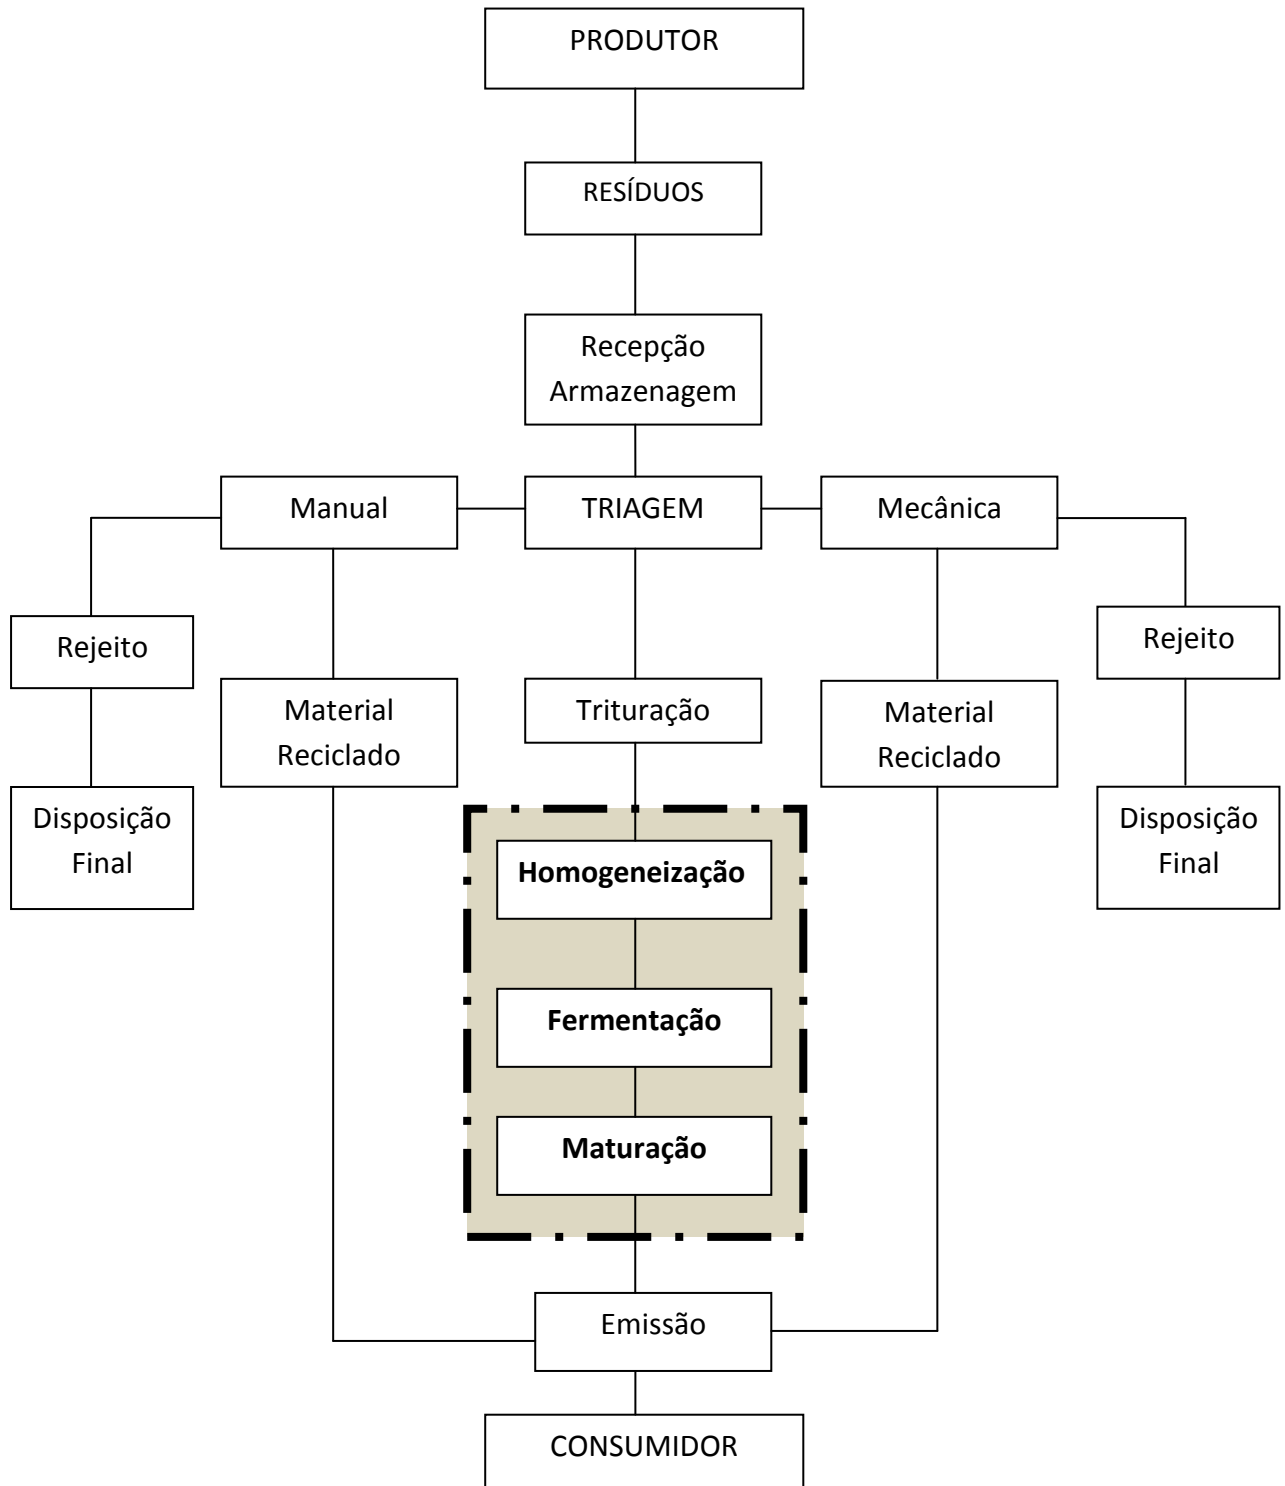 PRODUTOR
RESÍDUOS
Recepção
Armazenagem
Manual
TRIAGEM
Mecânica
Rejeito
Rejeito
Material
Reciclado
Trituração
Material
Reciclado
Disposição
Final
Disposição
Final
Homogeneização
Fermentação
Maturação
Emissão
CONSUMIDOR